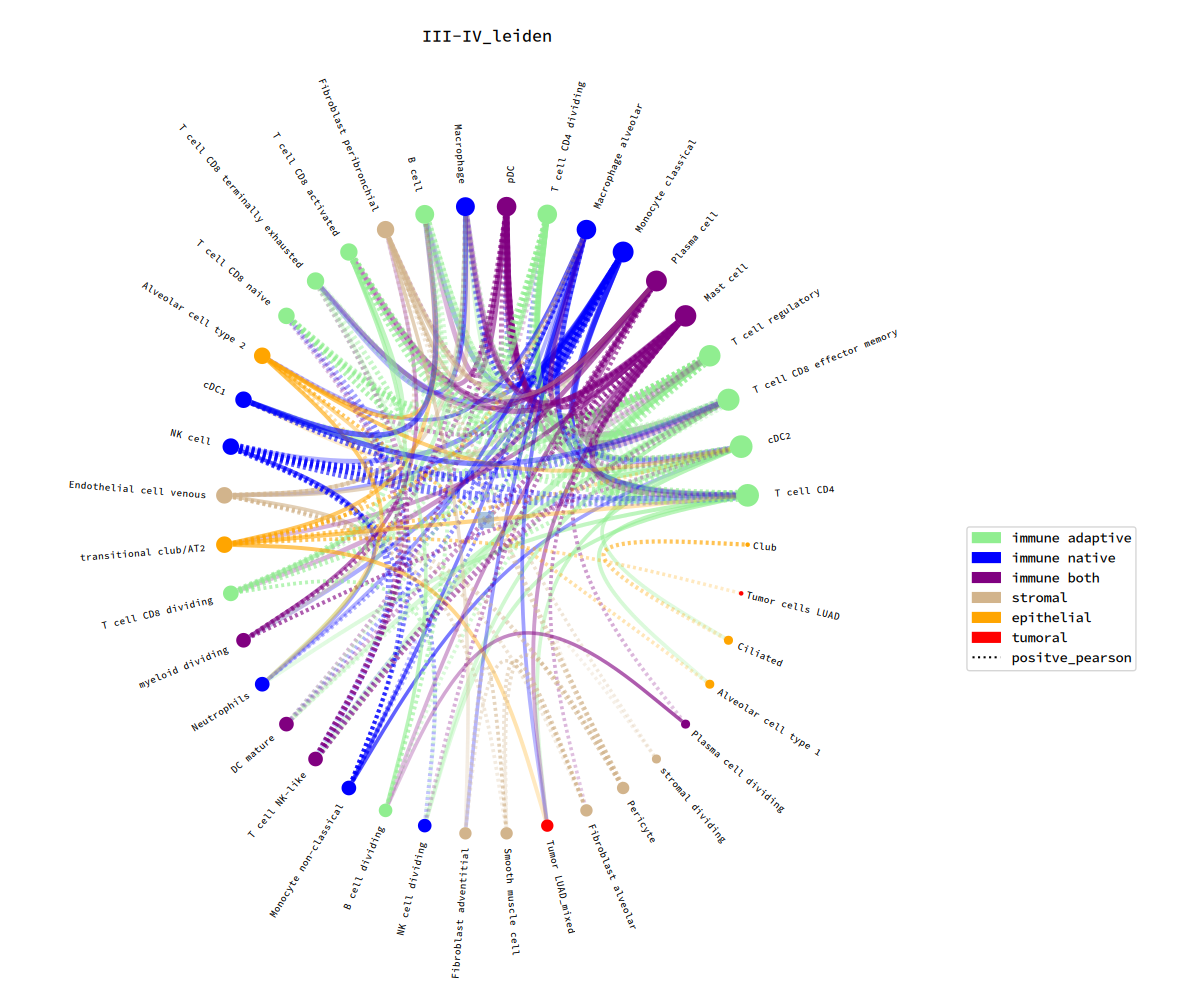 III-IV_leiden
Fibroblast peribronchial
B cell
Macrophage
pDC
T cell CD4 dividing
Macrophage alveolar
Monocyte classical
Plasma cell
Mast cell
T cell regulatory
T cell CD8 effector memory
cDC2
T cell CD4
Club
Tumor cells LUAD
Ciliated
Alveolar cell type 1
Plasma cell dividing
stromal dividing
Pericyte
Fibroblast alveolar
Tumor LUAD_mixed
Smooth muscle cell
Fibroblast adventitial
NK cell dividing
B cell dividing
Monocyte non-classical
T cell NK-like
DC mature
Neutrophils
myeloid dividing
T cell CD8 dividing
transitional club/AT2
Endothelial cell venous
NK cell
cDC1
Alveolar cell type 2
T cell CD8 naive
T cell CD8 terminally exhausted
T cell CD8 activated
immune adaptive
immune native
immune both
stromal
epithelial
tumoral
positve_pearson